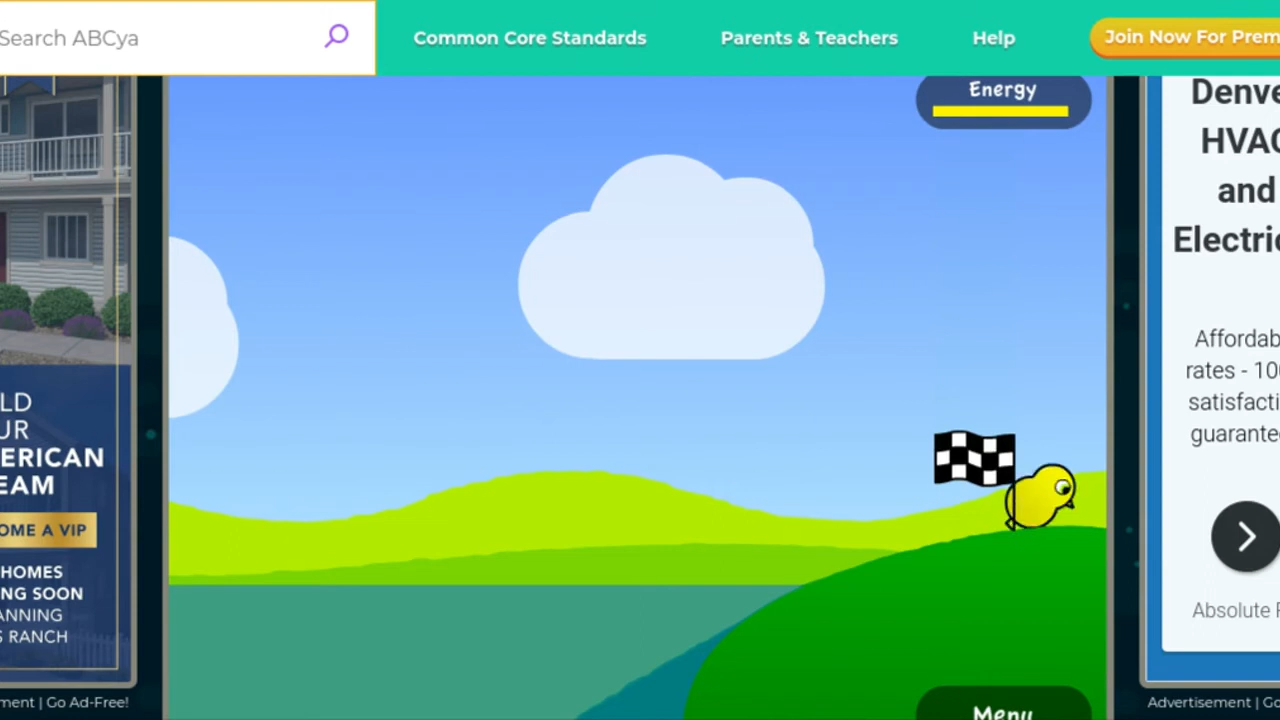 Search ABCya
Common Core Standards
Parents & Teachers
Help
Join Now For Prem
Energy
Menu
LD
UR
ERICAN
EAM
OME A VIP
HOMES
NG SOON
ANNING
S RANCH
ment | Go Ad-Free!
Denve
HVAC
and
Electric
Affordab
rates - 100
satisfacti
guarantee
Absolute P
Advertisement | Go